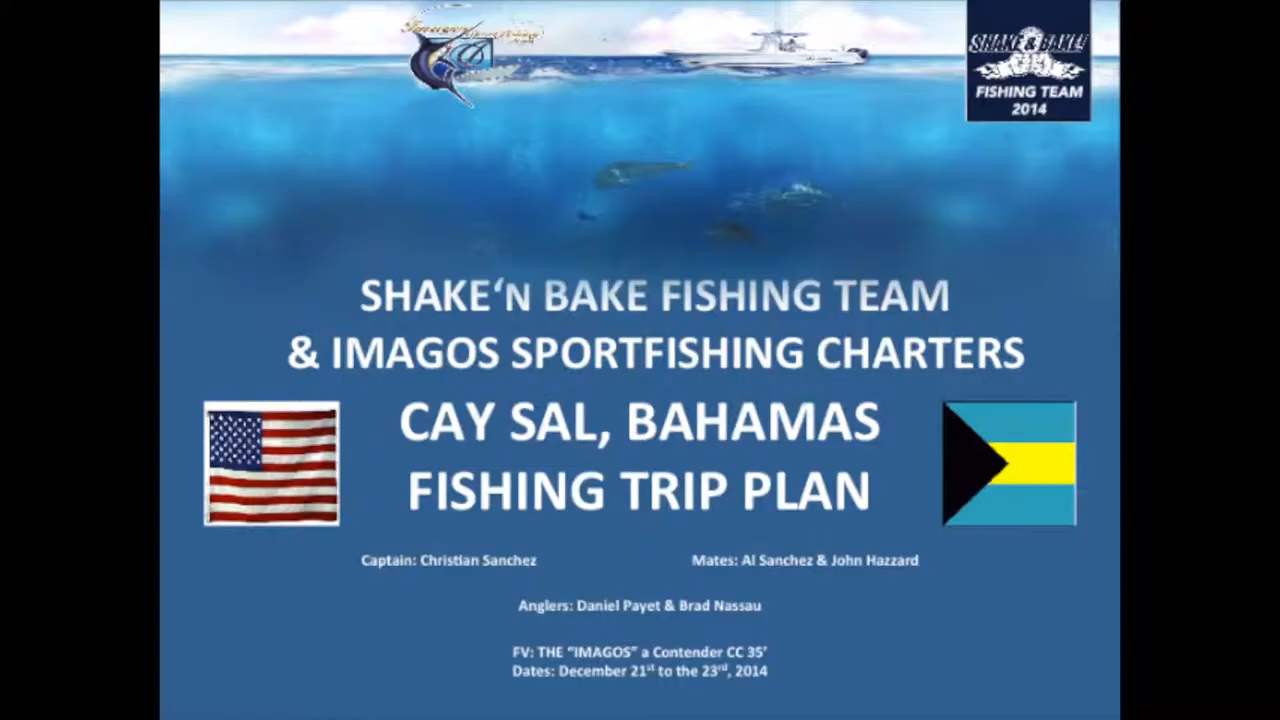 SHAKE & BAKE!
FISHING TEAM
2014
SHAKE‘N BAKE FISHING TEAM
& IMAGOS SPORTFISHING CHARTERS
CAY SAL, BAHAMAS
FISHING TRIP PLAN
Captain: Christian Sanchez
Mates: Al Sanchez & John Hazzard
Anglers: Daniel Payet & Brad Nassau
FV: THE “IMAGOS” a Contender CC 35’
Dates: December 21st to the 23rd, 2014